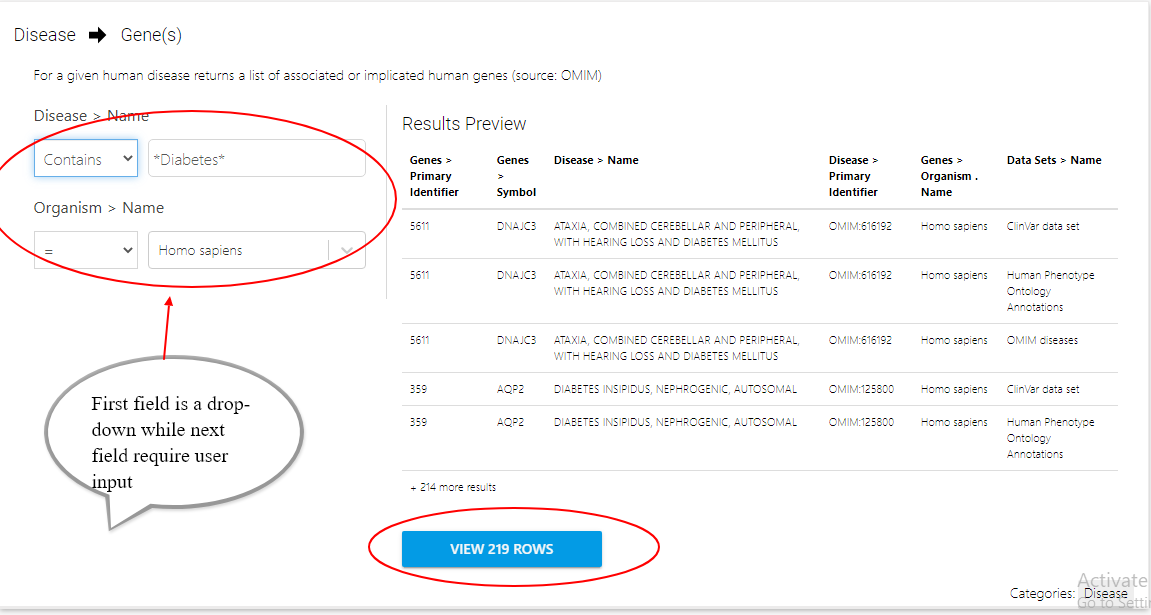 Disease → Gene(s)
For a given human disease returns a list of associated or implicated human genes (source: OMIM)
Disease > Name
Contains
*Diabetes*
Organism > Name
=
Homo sapiens
First field is a drop-
down while next
field require user
input
Results Preview
Genes > Primary Identifier Genes > Symbol Disease > Name Disease > Primary Identifier Genes > Organism . Name Data Sets > Name
5611 DNAJC3 ATAXIA, COMBINED CEREBELLAR AND PERIPHERAL, OMIM:616192 Homo sapiens ClinVar data set
WITH HEARING LOSS AND DIABETES MELLITUS
5611 DNAJC3 ATAXIA, COMBINED CEREBELLAR AND PERIPHERAL, OMIM:616192 Homo sapiens Human Phenotype
WITH HEARING LOSS AND DIABETES MELLITUS Ontology
Annotations
5611 DNAJC3 ATAXIA, COMBINED CEREBELLAR AND PERIPHERAL, OMIM:616192 Homo sapiens OMIM diseases
WITH HEARING LOSS AND DIABETES MELLITUS
359 AQP2 DIABETES INSIPIDUS, NEPHROGENIC, AUTOSOMAL OMIM:125800 Homo sapiens ClinVar data set
359 AQP2 DIABETES INSIPIDUS, NEPHROGENIC, AUTOSOMAL OMIM:125800 Homo sapiens Human Phenotype
Ontology
Annotations
+ 214 more results
VIEW 219 ROWS
Activate
Categories: Disease
Go to Setti